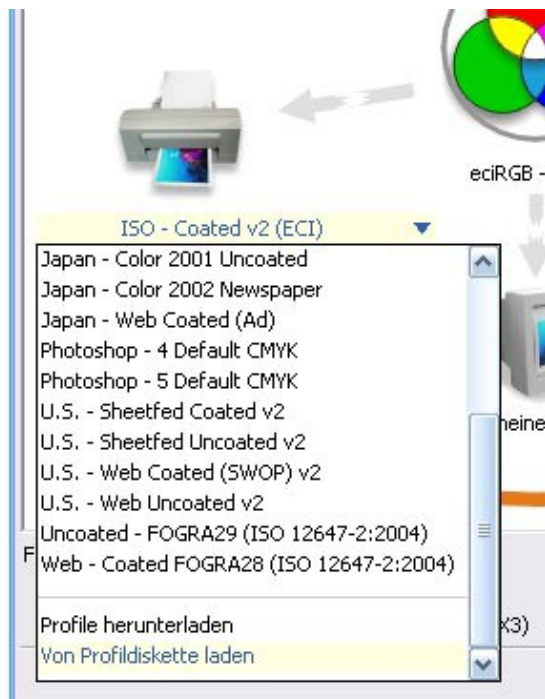 eciRGB -
ISO - Coated v2 (ECI)
Japan - Color 2001 Uncoated
Japan - Color 2002 Newspaper
Japan - Web Coated (Ad)
Photoshop - 4 Default CMYK
Photoshop - 5 Default CMYK
U.S. - Sheetfed Coated v2
U.S. - Sheetfed Uncoated v2
U.S. - Web Coated (SWOP) v2
U.S. - Web Uncoated v2
Uncoated - FOGRA29 (ISO 12647-2:2004)
Web - Coated FOGRA28 (ISO 12647-2:2004)
Profile herunterladen
Von Profildiskette laden